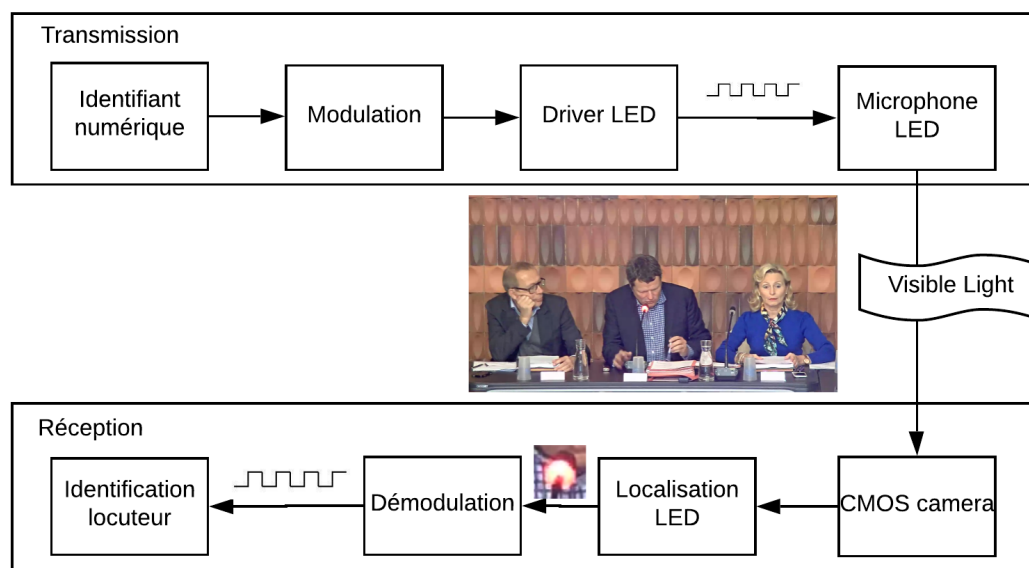 Transmission
Identifiant
numérique
Modulation
Driver LED
Microphone
LED
Visible Light
Réception
Identification
locuteur
Démodulation
Localisation
LED
CMOS camera